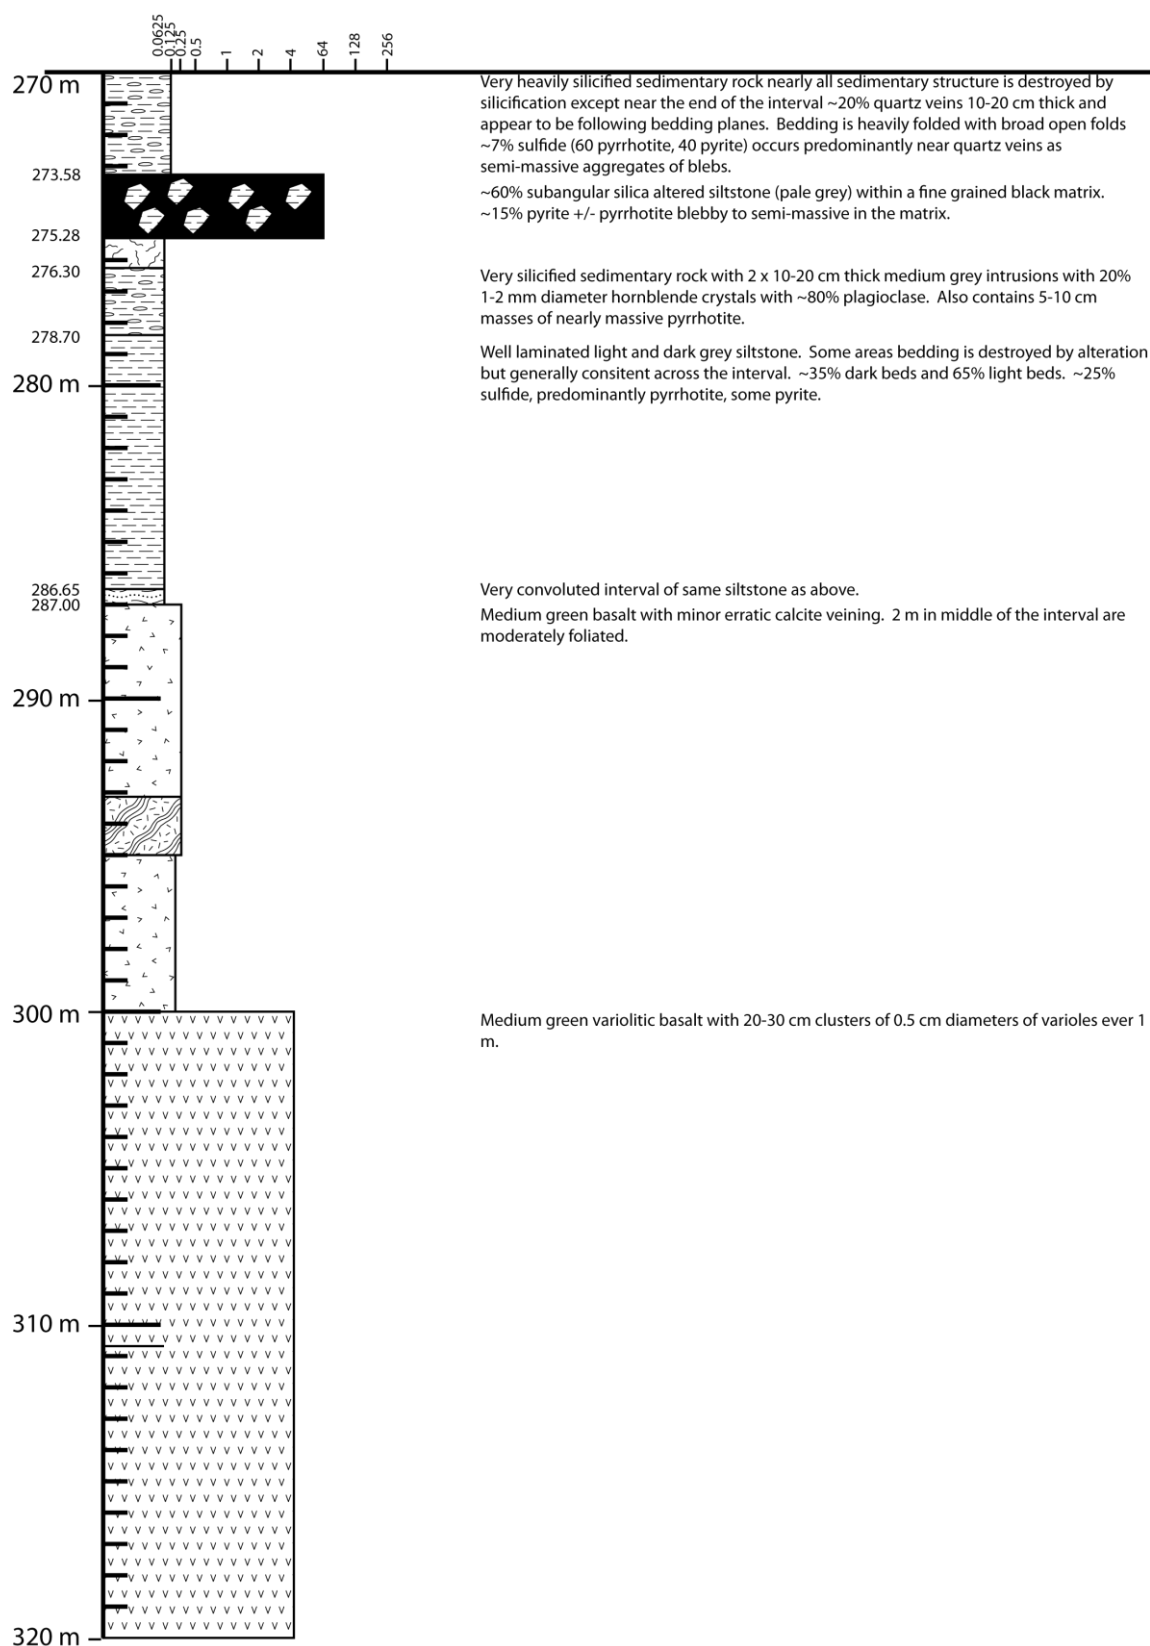 0.0625
0.125
0.25
0.5
1
2
4
64
128
256
270 m
Very heavily silicified sedimentary rock nearly all sedimentary structure is destroyed by
silicification except near the end of the interval ~20% quartz veins 10-20 cm thick and
appear to be following bedding planes. Bedding is heavily folded with broad open folds
~7% sulfide (60 pyrrhotite, 40 pyrite) occurs predominantly near quartz veins as
semi-massive aggregates of blebs.
273.58
~60% subangular silica altered siltstone (pale grey) within a fine grained black matrix.
~15% pyrite +/- pyrrhotite blebby to semi-massive in the matrix.
275.28
276.30
Very silicified sedimentary rock with 2 x 10-20 cm thick medium grey intrusions with 20%
1-2 mm diameter hornblende crystals with ~80% plagioclase. Also contains 5-10 cm
masses of nearly massive pyrrhotite.
278.70
Well laminated light and dark grey siltstone. Some areas bedding is destroyed by alteration
but generally consitent across the interval. ~35% dark beds and 65% light beds. ~25%
sulfide, predominantly pyrrhotite, some pyrite.
280 m
286.65
Very convoluted interval of same siltstone as above.
287.00
Medium green basalt with minor erratic calcite veining. 2 m in middle of the interval are
moderately foliated.
290 m
300 m
Medium green variolitic basalt with 20-30 cm clusters of 0.5 cm diameters of varioles ever 1
m.
310 m
320 m